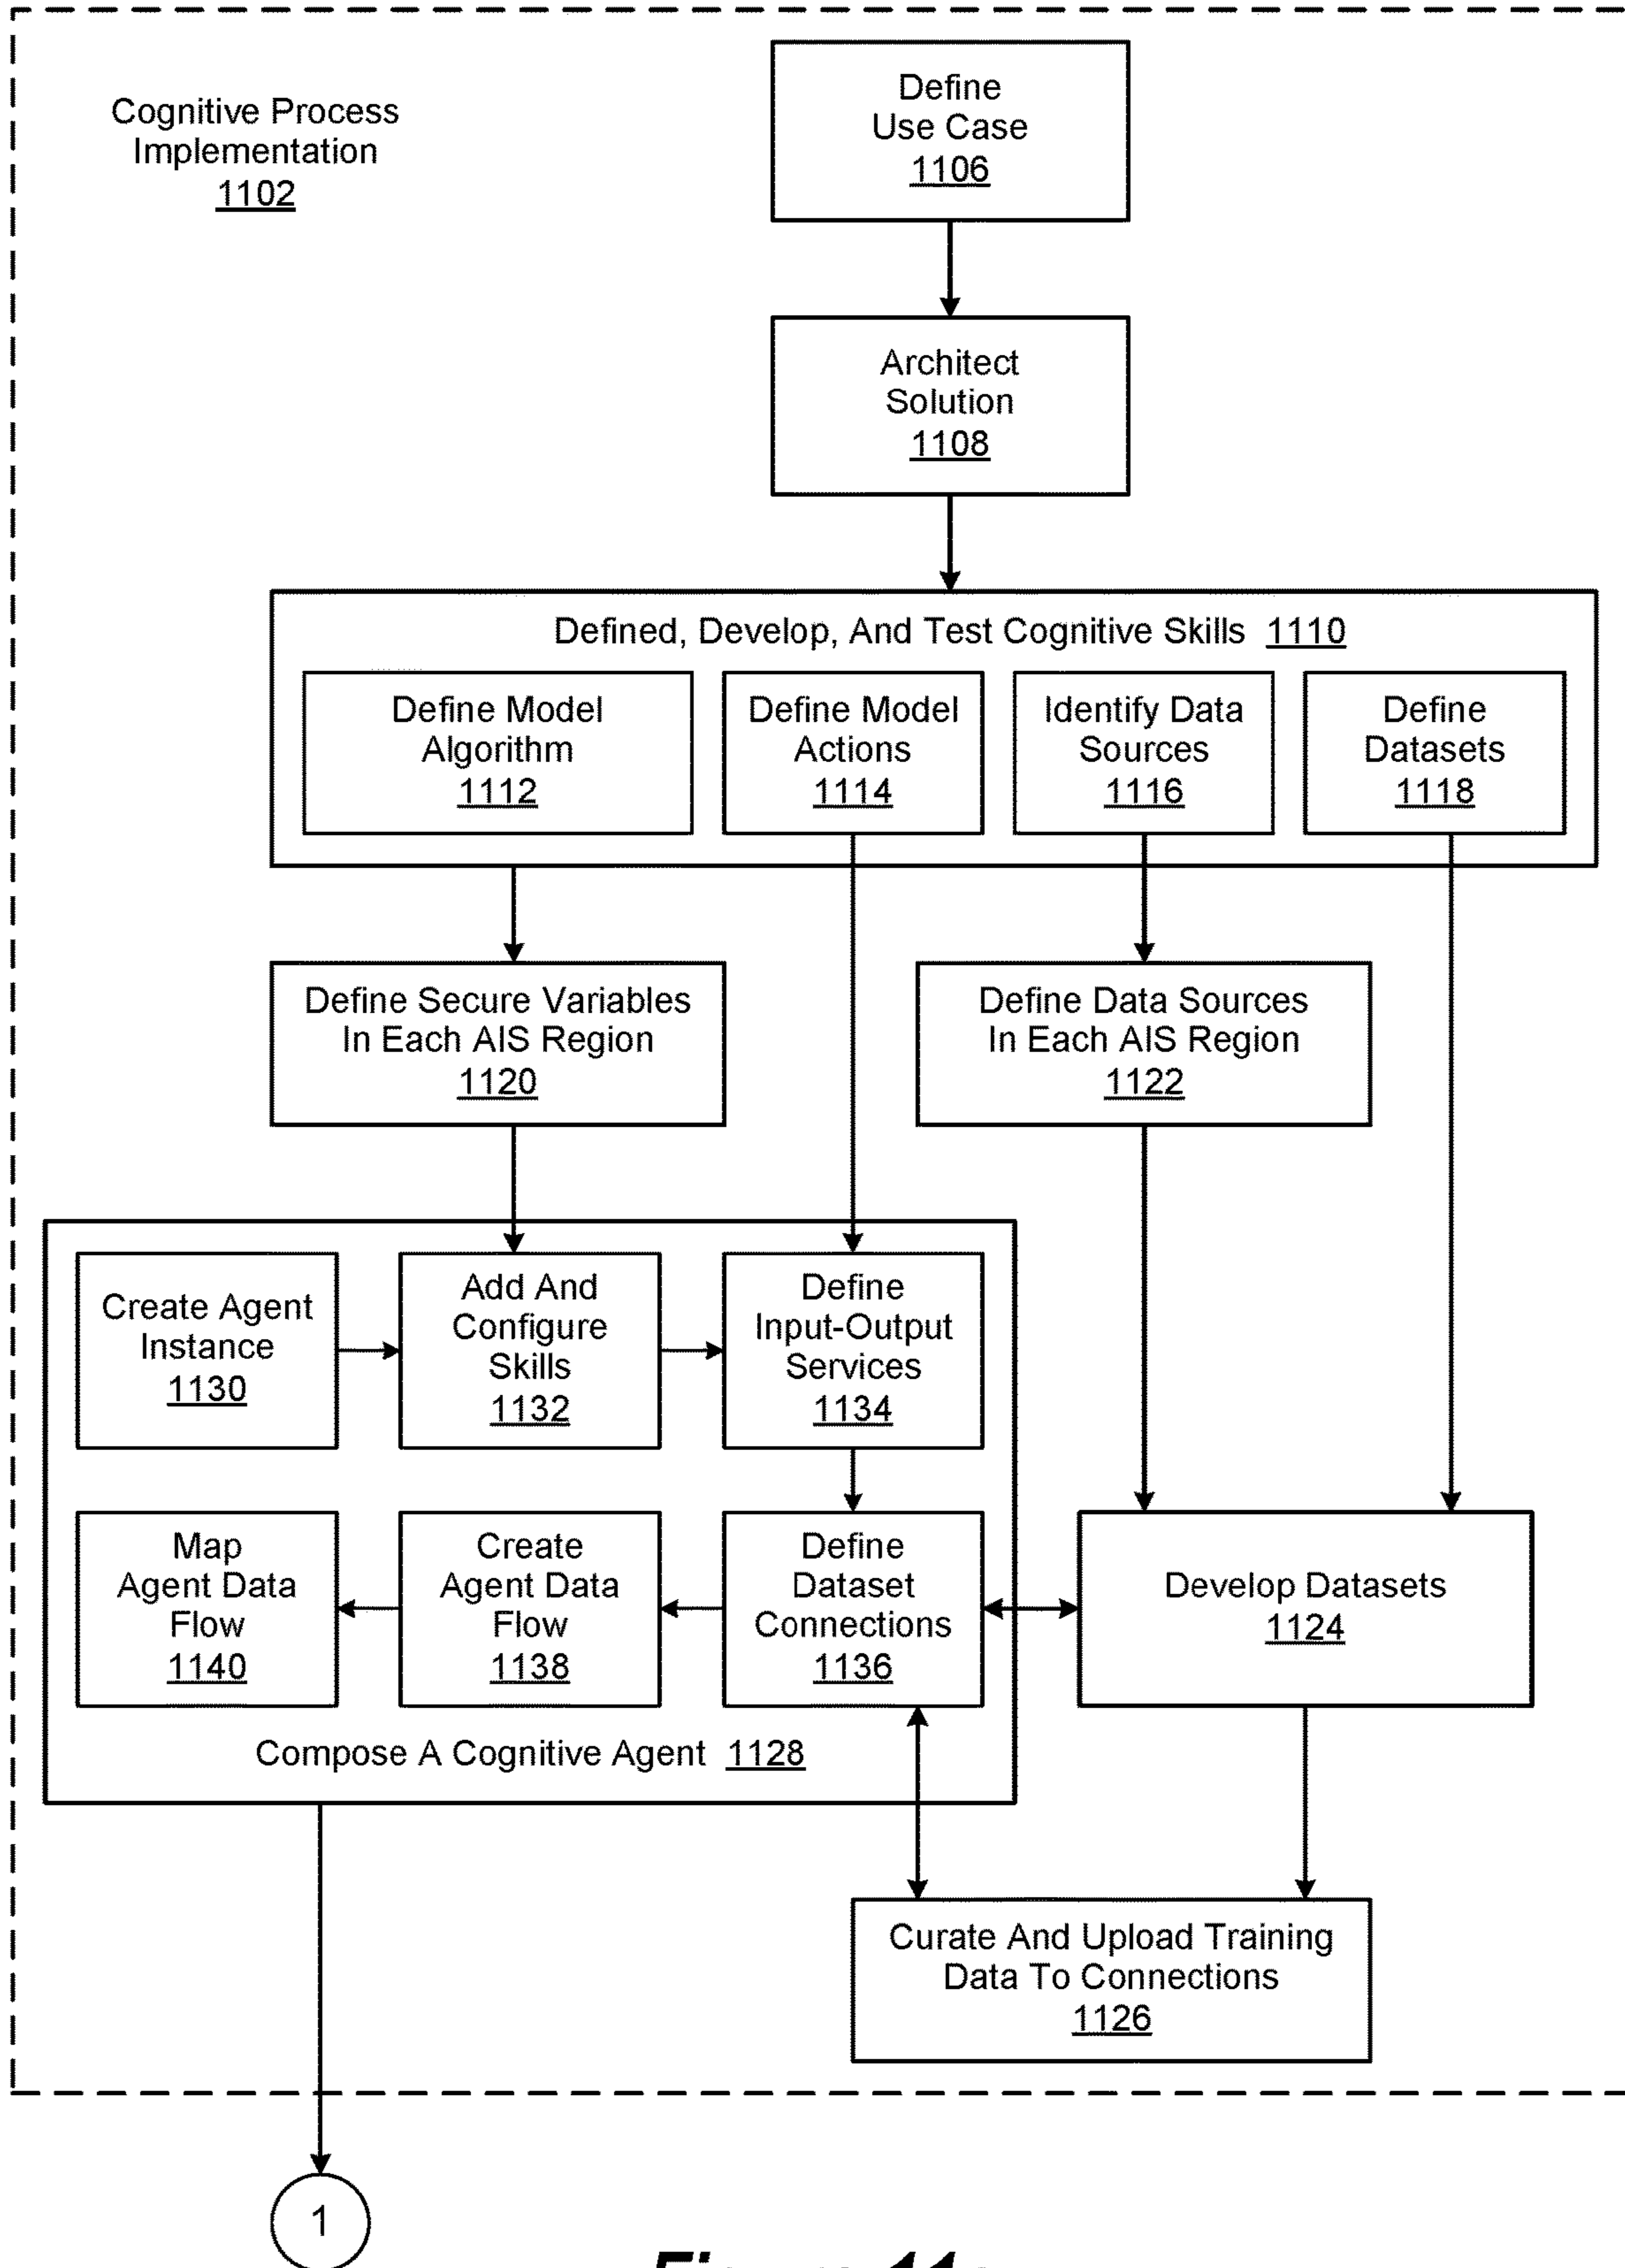 Cognitive Process
Implementation
1102
Define
Use Case
1106
Architect
Solution
1108
Defined, Develop, And Test Cognitive Skills 1110
Define Model
Algorithm
1112
Define Model
Actions
1114
Identify Data
Sources
1116
Define
Datasets
1118
Define Secure Variables
In Each AIS Region
1120
Define Data Sources
In Each AIS Region
1122
Create Agent
Instance
1130
Add And
Configure
Skills
1132
Define
Input-Output
Services
1134
Map
Agent Data
Flow
1140
Create
Agent Data
Flow
1138
Define
Dataset
Connections
1136
Develop Datasets
1124
Compose A Cognitive Agent 1128
Curate And Upload Training
Data To Connections
1126
1